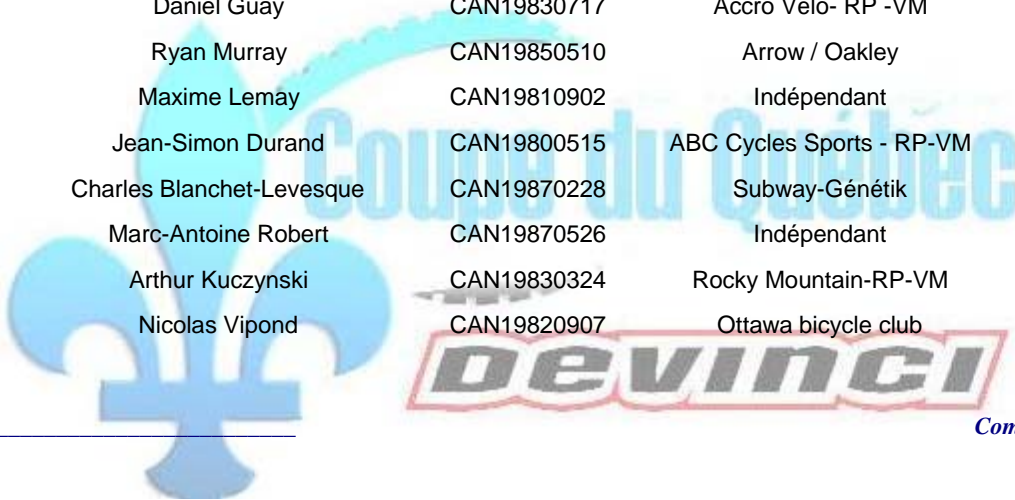 Daniel Guay CAN19830717 Accro Vélo- RP -VM
Ryan Murray CAN19850510 Arrow / Oakley
Maxime Lemay CAN19810902 Indépendant
Jean-Simon Durand CAN19800515 ABC Cycles Sports - RP-VM
Charles Blanchet-Levesque CAN19870228 Subway-Génétik
Marc-Antoine Robert CAN19870526 Indépendant
Arthur Kuczynski CAN19830324 Rocky Mountain-RP-VM
Nicolas Vipond CAN19820907 Ottawa bicycle club
Coupe du Québec
DEVINCI
Com